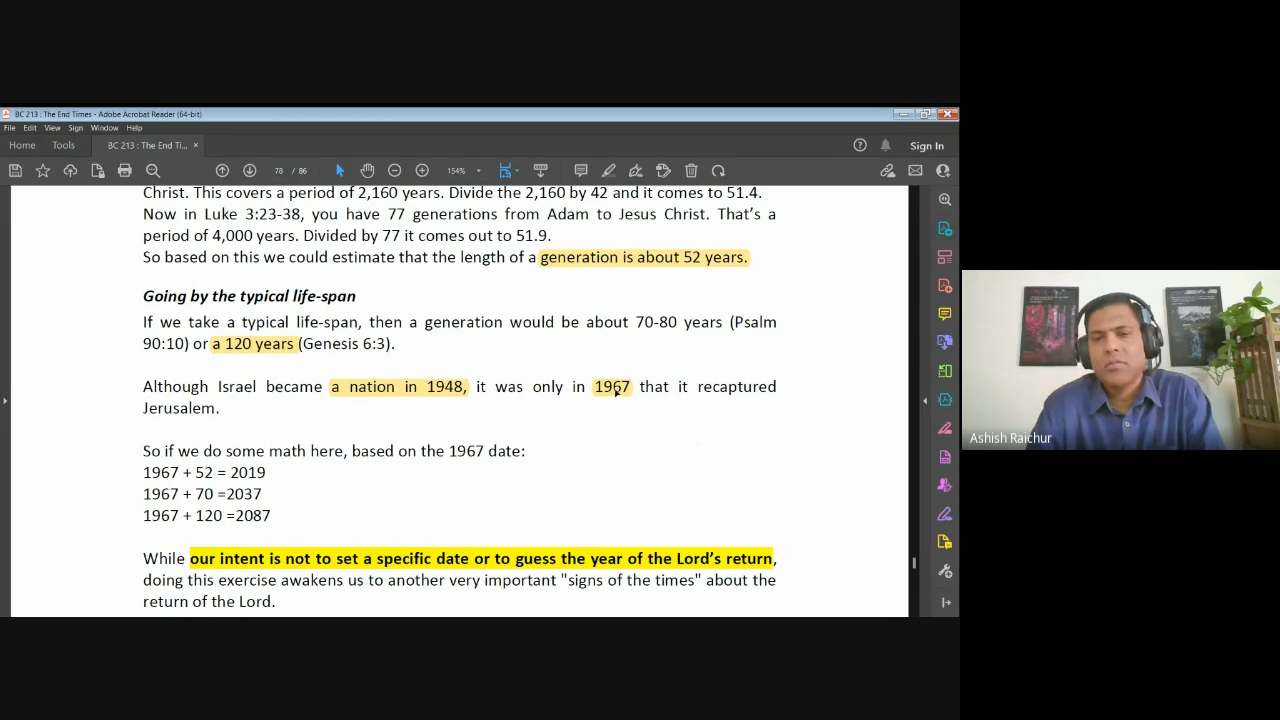 BC 213 : The End Times - Adobe Acrobat Reader (64-bit)
File Edit View Sign Window Help
Home Tools BC 213 : The End Ti... × Sign In
78 / 86 154%
Christ. This covers a period of 2,160 years. Divide the 2,160 by 42 and it comes to 51.4.
Now in Luke 3:23-38, you have 77 generations from Adam to Jesus Christ. That’s a
period of 4,000 years. Divided by 77 it comes out to 51.9.
So based on this we could estimate that the length of a generation is about 52 years.
Going by the typical life-span
If we take a typical life-span, then a generation would be about 70-80 years (Psalm
90:10) or a 120 years (Genesis 6:3).
Although Israel became a nation in 1948, it was only in 1967 that it recaptured
Jerusalem.
So if we do some math here, based on the 1967 date:
1967 + 52 = 2019
1967 + 70 =2037
1967 + 120 =2087
While our intent is not to set a specific date or to guess the year of the Lord’s return,
doing this exercise awakens us to another very important "signs of the times" about the
return of the Lord.
Ashish Raichur